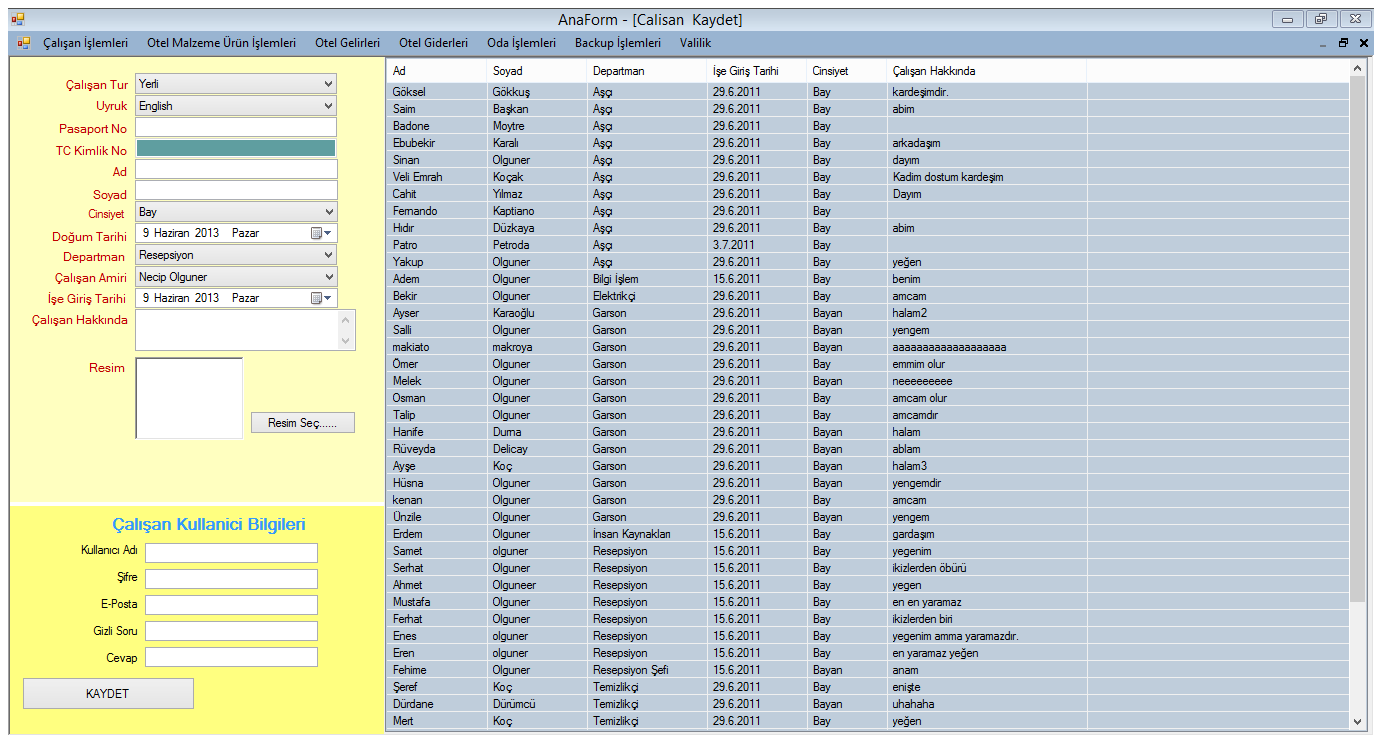 AnaForm - [Calisan Kaydet]
Çalışan İşlemleri Otel Malzeme Ürün İşlemleri Otel Gelirleri Otel Giderleri Oda İşlemleri Backup İşlemleri Valilik
Çalışan Tur Yerli
Uyruk English
Pasaport No
TC Kimlik No
Ad
Soyad
Cinsiyet Bay
Doğum Tarihi 9 Haziran 2013 Pazar
Departman Resepsiyon
Çalışan Amiri Necip Olguner
İşe Giriş Tarihi 9 Haziran 2013 Pazar
Çalışan Hakkında
Resim
Resim Seç......
Çalışan Kullanici Bilgileri
Kullanıcı Adı
Şifre
E-Posta
Gizli Soru
Cevap
KAYDET
Ad Soyad Departman İşe Giriş Tarihi Cinsiyet Çalışan Hakkında
Göksel Gökkuş Aşçı 29.6.2011 Bay kardeşimdir.
Saim Başkan Aşçı 29.6.2011 Bay abim
Badone Moytre Aşçı 29.6.2011 Bay
Ebubekir Karalı Aşçı 29.6.2011 Bay arkadaşım
Sinan Olguner Aşçı 29.6.2011 Bay dayım
Veli Emrah Koçak Aşçı 29.6.2011 Bay Kadim dostum kardeşim
Cahit Yılmaz Aşçı 29.6.2011 Bay Dayım
Fernando Kaptiano Aşçı 29.6.2011 Bay
Hıdır Düzkaya Aşçı 29.6.2011 Bay abim
Patro Petroda Aşçı 3.7.2011 Bay
Yakup Olguner Aşçı 29.6.2011 Bay yeğen
Adem Olguner Bilgi İşlem 15.6.2011 Bay benim
Bekir Olguner Elektrikçi 29.6.2011 Bay amcam
Ayser Karaoğlu Garson 29.6.2011 Bayan halam2
Salli Olguner Garson 29.6.2011 Bay yengem
makiato makroya Garson 29.6.2011 Bayan aaaaaaaaaaaaaaaaaaa
Ömer Olguner Garson 29.6.2011 Bay emmim olur
Melek Olguner Garson 29.6.2011 Bayan neeeeeeeee
Osman Olguner Garson 29.6.2011 Bay amcam olur
Talip Olguner Garson 29.6.2011 Bay amcamdır
Hanife Durna Garson 29.6.2011 Bayan halam
Rüveyda Delicay Garson 29.6.2011 Bayan ablam
Ayşe Koç Garson 29.6.2011 Bayan halam3
Hüsna Olguner Garson 29.6.2011 Bayan yengemdir
kenan Olguner Garson 29.6.2011 Bay amcam
Ünzile Olguner Garson 29.6.2011 Bayan yengem
Erdem Olguner İnsan Kaynakları 15.6.2011 Bay gardaşım
Samet olguner Resepsiyon 15.6.2011 Bay yegenim
Serhat Olguner Resepsiyon 15.6.2011 Bay ikizlerden öbürü
Ahmet Olguneer Resepsiyon 15.6.2011 Bay yegen
Mustafa Olguner Resepsiyon 15.6.2011 Bay en en yaramaz
Ferhat Olguner Resepsiyon 15.6.2011 Bay ikizlerden biri
Enes olguner Resepsiyon 15.6.2011 Bay yegenim amma yaramazdır.
Eren olguner Resepsiyon 15.6.2011 Bay en yaramaz yeğen
Fehime Olguner Resepsiyon Şefi 15.6.2011 Bayan anam
Şeref Koç Temizlikçi 29.6.2011 Bay enişte
Dürdane Dürümcü Temizlikçi 29.6.2011 Bayan uhahaha
Mert Koç Temizlikçi 29.6.2011 Bay yeğen